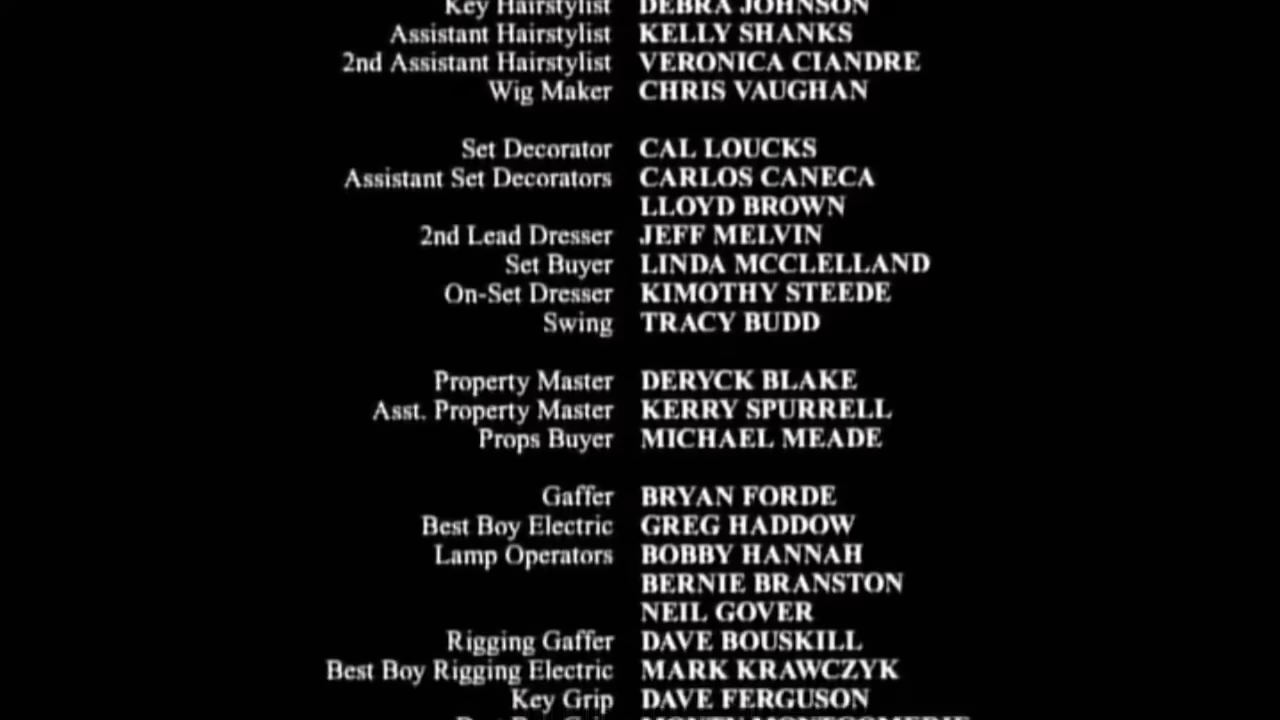 Key Hairstylist DEBRA JOHNSON
Assistant Hairstylist KELLY SHANKS
2nd Assistant Hairstylist VERONICA CIANDRE
Wig Maker CHRIS VAUGHAN
Set Decorator CAL LOUCKS
Assistant Set Decorators CARLOS CANECA
LLOYD BROWN
2nd Lead Dresser JEFF MELVIN
Set Buyer LINDA MCCLELLAND
On-Set Dresser KIMOTHY STEEDE
Swing TRACY BUDD
Property Master DERYCK BLAKE
Asst. Property Master KERRY SPURRELL
Props Buyer MICHAEL MEADE
Gaffer BRYAN FORDE
Best Boy Electric GREG HADDOW
Lamp Operators BOBBY HANNAH
BERNIE BRANSTON
NEIL GOVER
Rigging Gaffer DAVE BOUSKILL
Best Boy Rigging Electric MARK KRAWCZYK
Key Grip DAVE FERGUSON